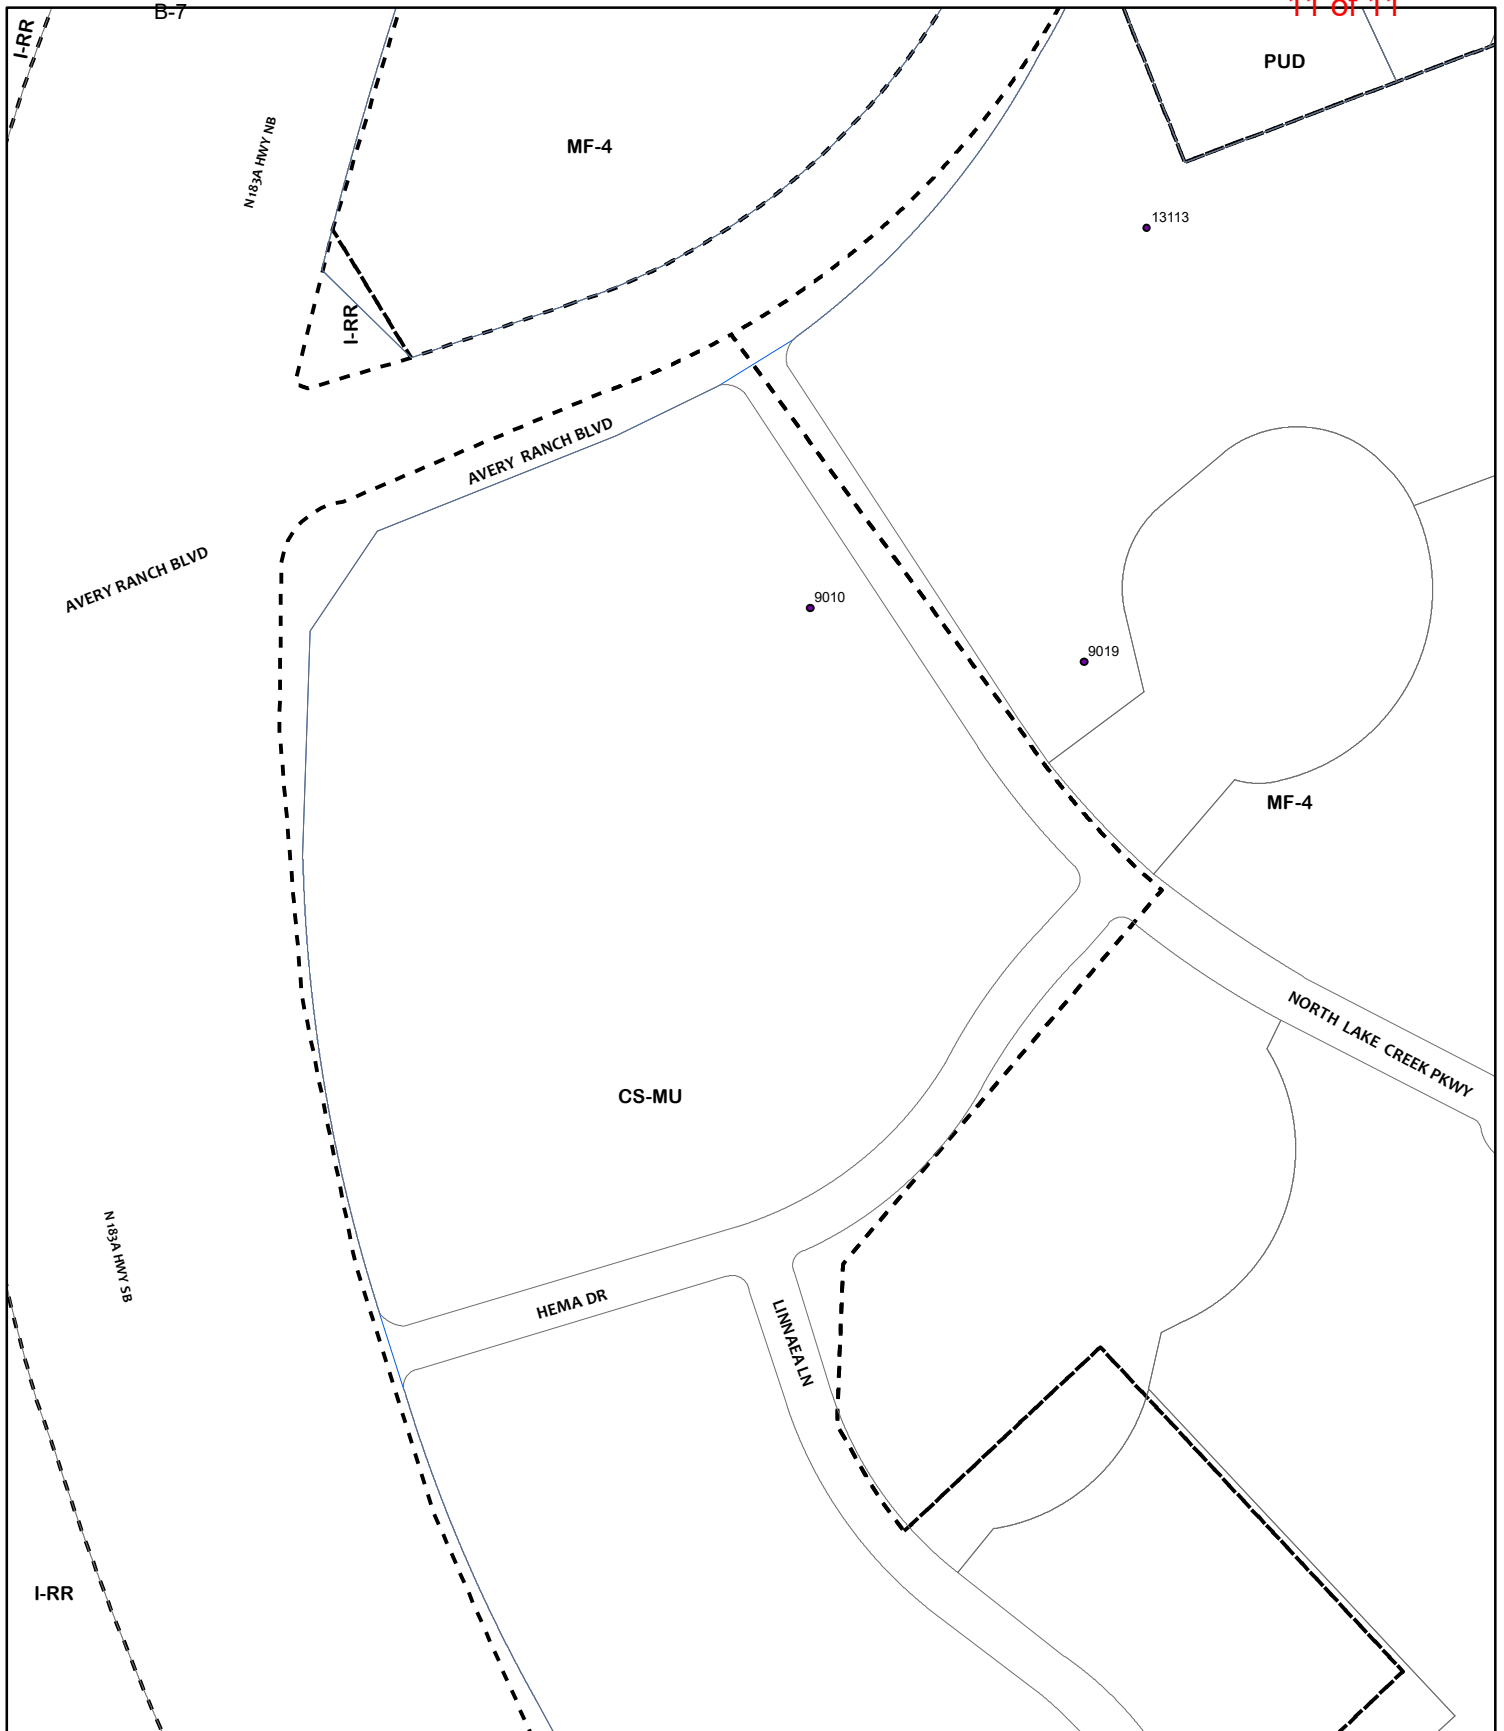 B-7
11 of 11
I-RR
PUD
N 183A HWY NB
MF-4
13113
I-RR
AVERY RANCH BLVD
AVERY RANCH BLVD
9010
9019
MF-4
NORTH LAKE CREEK PKWY
CS-MU
N 183A HWY SB
HEMA DR
LINNAEA LN
I-RR